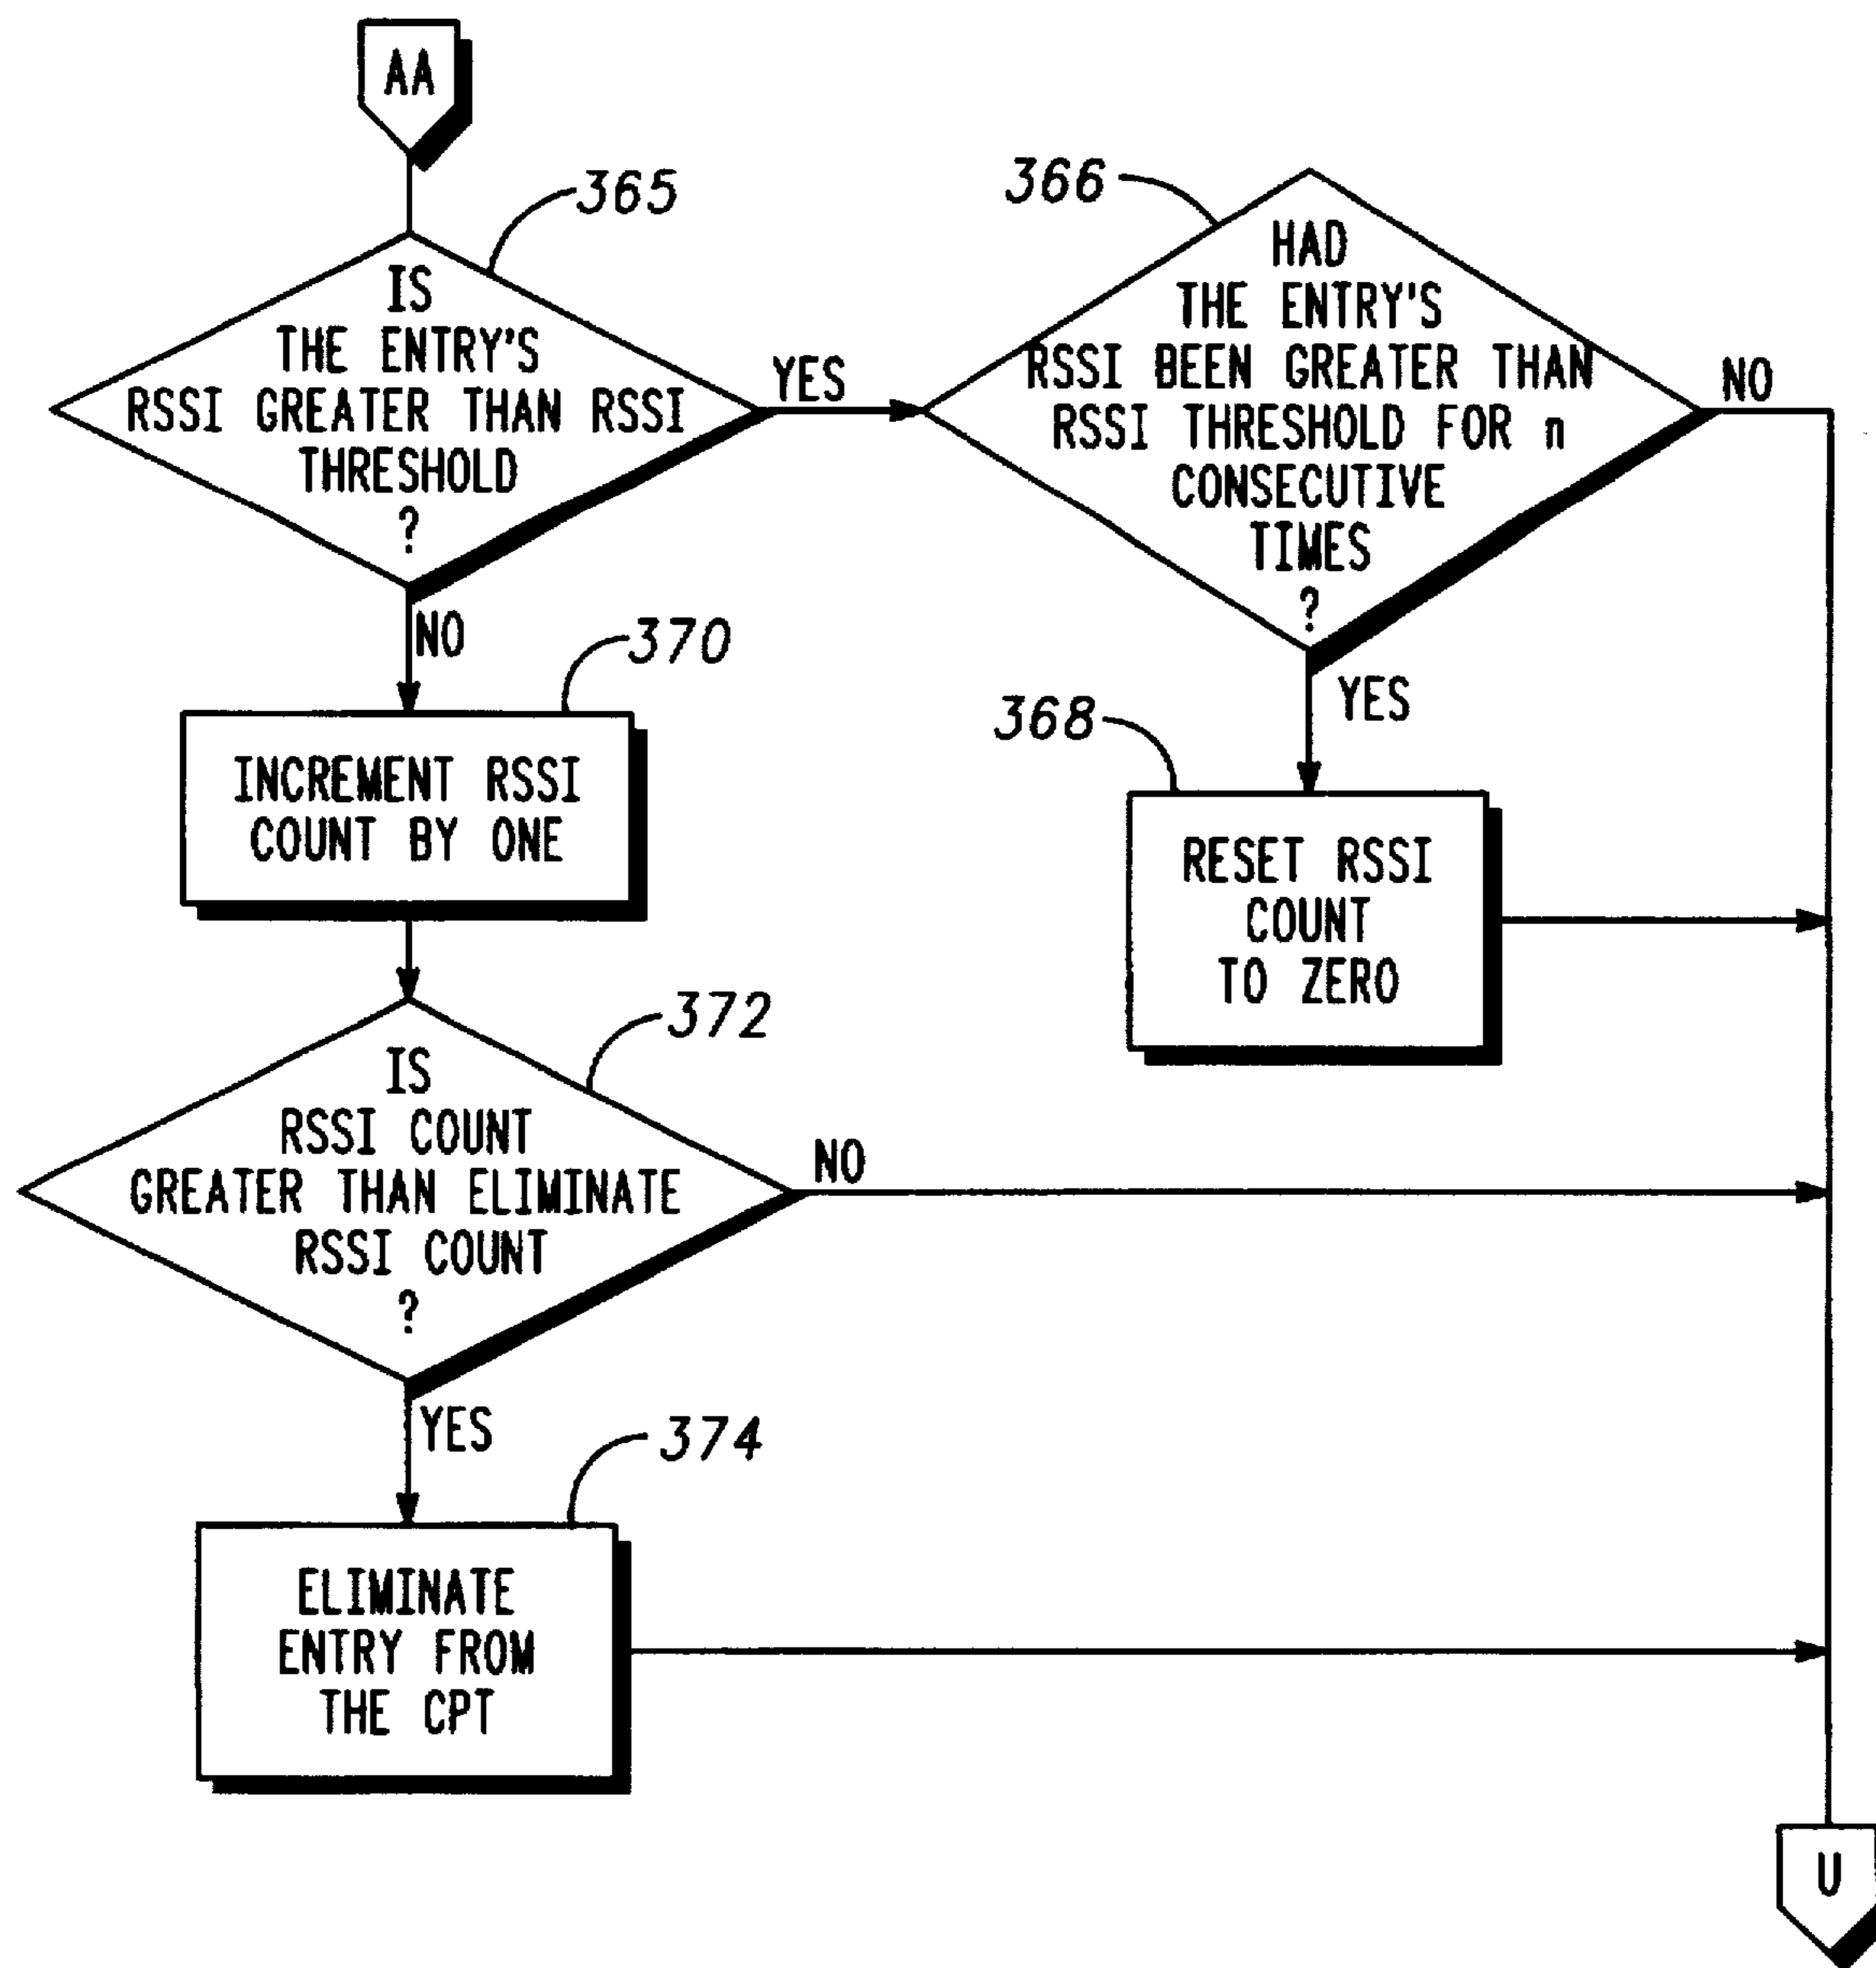 AA
365
IS
THE ENTRY'S
RSSI GREATER THAN RSSI
THRESHOLD
?
YES
NO
366
HAD
THE ENTRY'S
RSSI BEEN GREATER THAN
RSSI THRESHOLD FOR n
CONSECUTIVE
TIMES
?
NO
YES
370
INCREMENT RSSI
COUNT BY ONE
368
RESET RSSI
COUNT
TO ZERO
372
IS
RSSI COUNT
GREATER THAN ELIMINATE
RSSI COUNT
?
NO
YES
374
ELIMINATE
ENTRY FROM
THE CPT
U